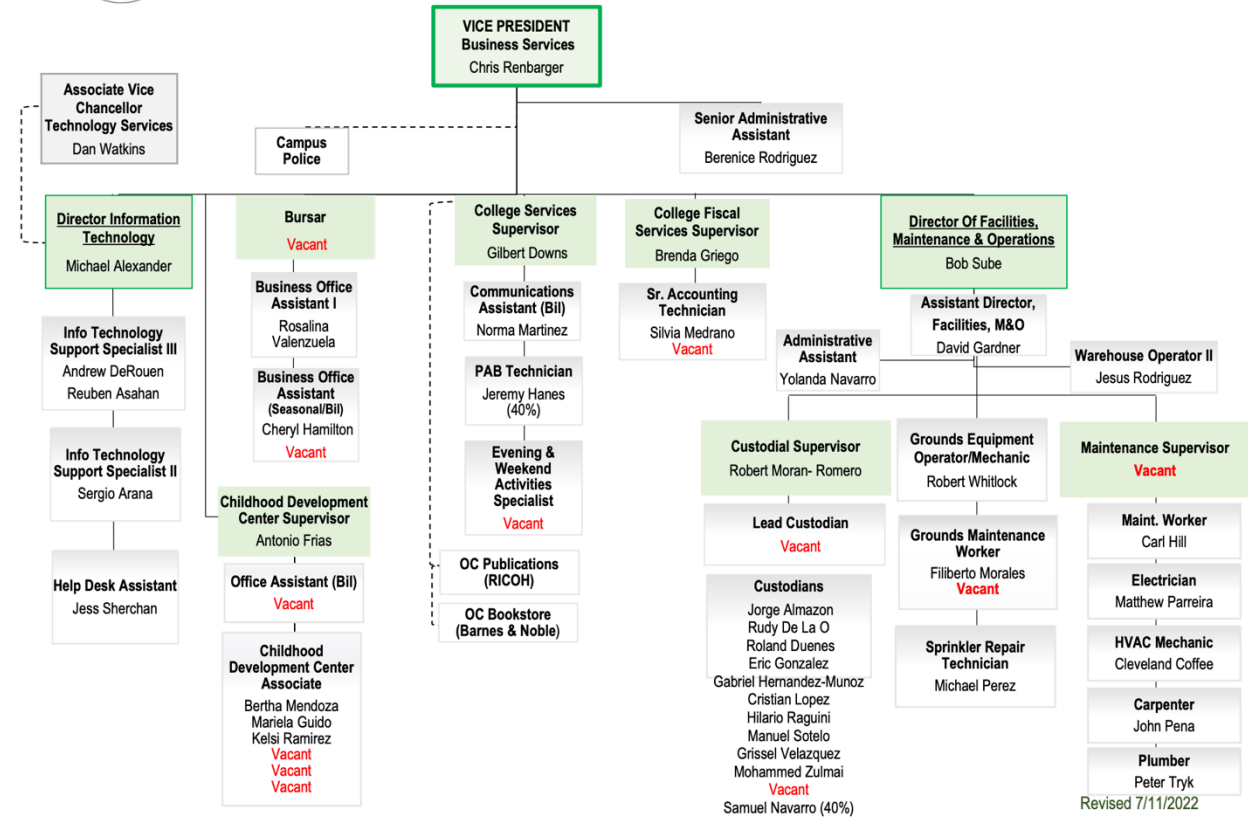 VICE PRESIDENT
Business Services
Chris Renbarger
Associate Vice
Chancellor
Technology Services
Dan Watkins
Campus
Police
Senior Administrative
Assistant
Berenice Rodriguez
Director Information
Technology
Michael Alexander
Info Technology
Support Specialist III
Andrew DeRouen
Reuben Asahan
Info Technology
Support Specialist II
Sergio Arana
Help Desk Assistant
Jess Sherchan
Bursar
Vacant
Business Office
Assistant I
Rosalina
Valenzuela
Business Office
Assistant
(Seasonal/Bil)
Cheryl Hamilton
Vacant
Childhood Development
Center Supervisor
Antonio Frias
Office Assistant (Bil)
Vacant
Childhood
Development Center
Associate
Bertha Mendoza
Mariela Guido
Kelsi Ramirez
Vacant
Vacant
Vacant
College Services
Supervisor
Gilbert Downs
Communications
Assistant (Bil)
Norma Martinez
PAB Technician
Jeremy Hanes
(40%)
Evening &
Weekend
Activities
Specialist
Vacant
OC Publications
(RICOH)
OC Bookstore
(Barnes & Noble)
College Fiscal
Services Supervisor
Brenda Griego
Sr. Accounting
Technician
Silvia Medrano
Vacant
Director Of Facilities,
Maintenance & Operations
Bob Sube
Assistant Director,
Facilities, M&O
David Gardner
Administrative
Assistant
Yolanda Navarro
Warehouse Operator II
Jesus Rodriguez
Custodial Supervisor
Robert Moran- Romero
Lead Custodian
Vacant
Custodians
Jorge Almazon
Rudy De La O
Roland Duenes
Eric Gonzalez
Gabriel Hernandez-Munoz
Cristian Lopez
Hilario Raguini
Manuel Sotelo
Grissel Velazquez
Mohammed Zulmai
Vacant
Samuel Navarro (40%)
Grounds Equipment
Operator/Mechanic
Robert Whitlock
Grounds Maintenance
Worker
Filiberto Morales
Vacant
Sprinkler Repair
Technician
Michael Perez
Maintenance Supervisor
Vacant
Maint. Worker
Carl Hill
Electrician
Matthew Parreira
HVAC Mechanic
Cleveland Coffee
Carpenter
John Pena
Plumber
Peter Tryk
Revised 7/11/2022